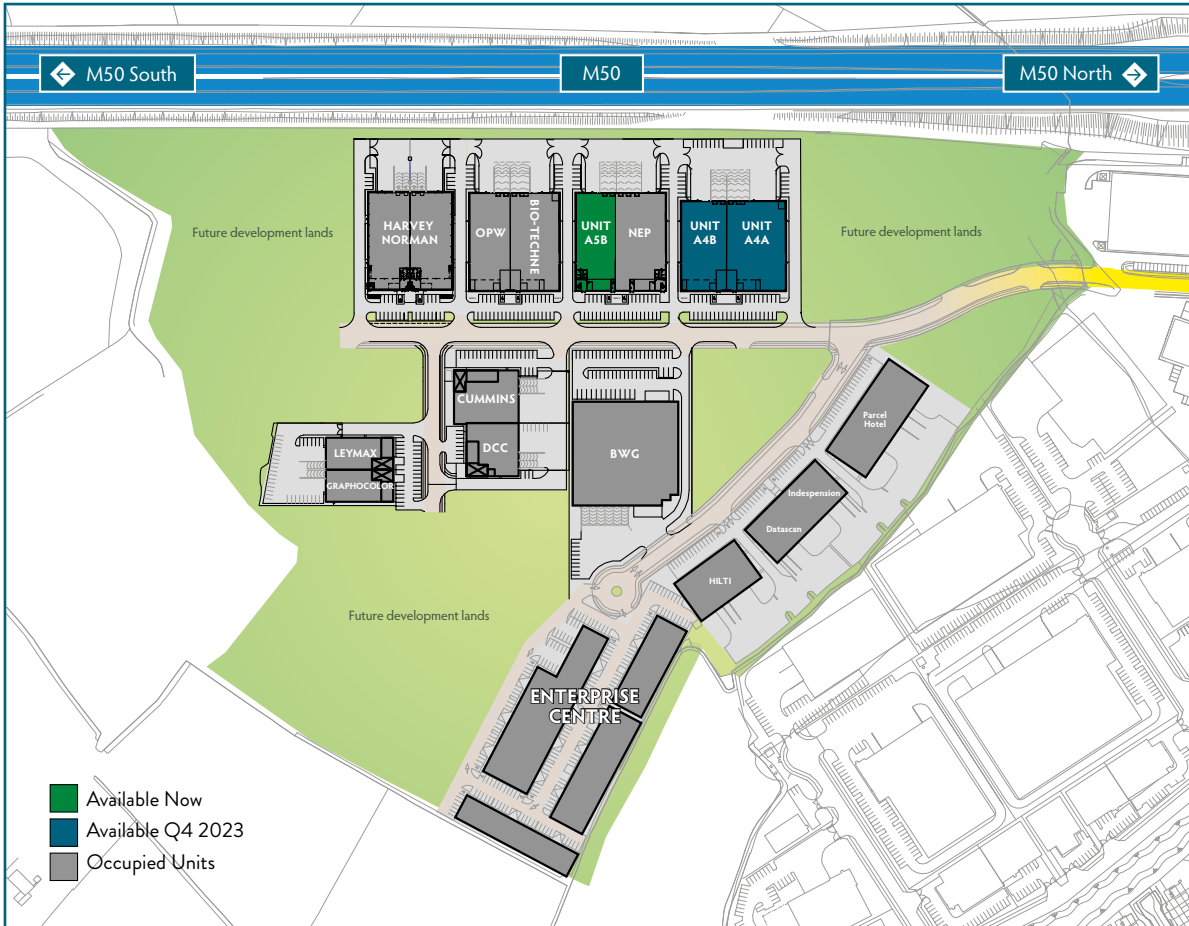 M50 South
M50
M50 North
HARVEY
NORMAN
OPW
BIO-TECHNE
UNIT
A5B
NEP
UNIT
A4B
UNIT
A4A
Future development lands
Future development lands
CUMMINS
DCC
LEYMAX
GRAPHOCOLOR
BWG
Parcel
Hotel
Indespension
Datascan
HILTI
Future development lands
ENTERPRISE
CENTRE
Available Now
Available Q4 2023
Occupied Units